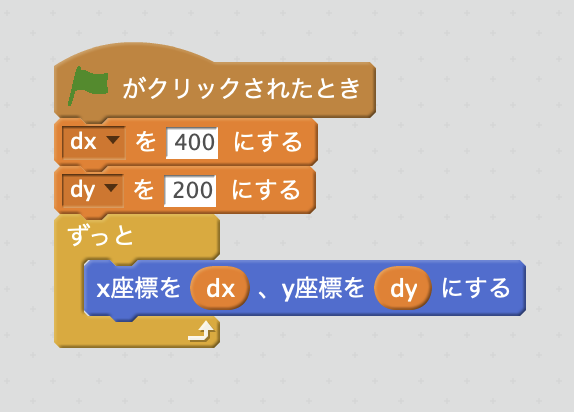 がクリックされたとき
dx を 400 にする
dy を 200 にする
ずっと
x座標を dx 、y座標を dy にする